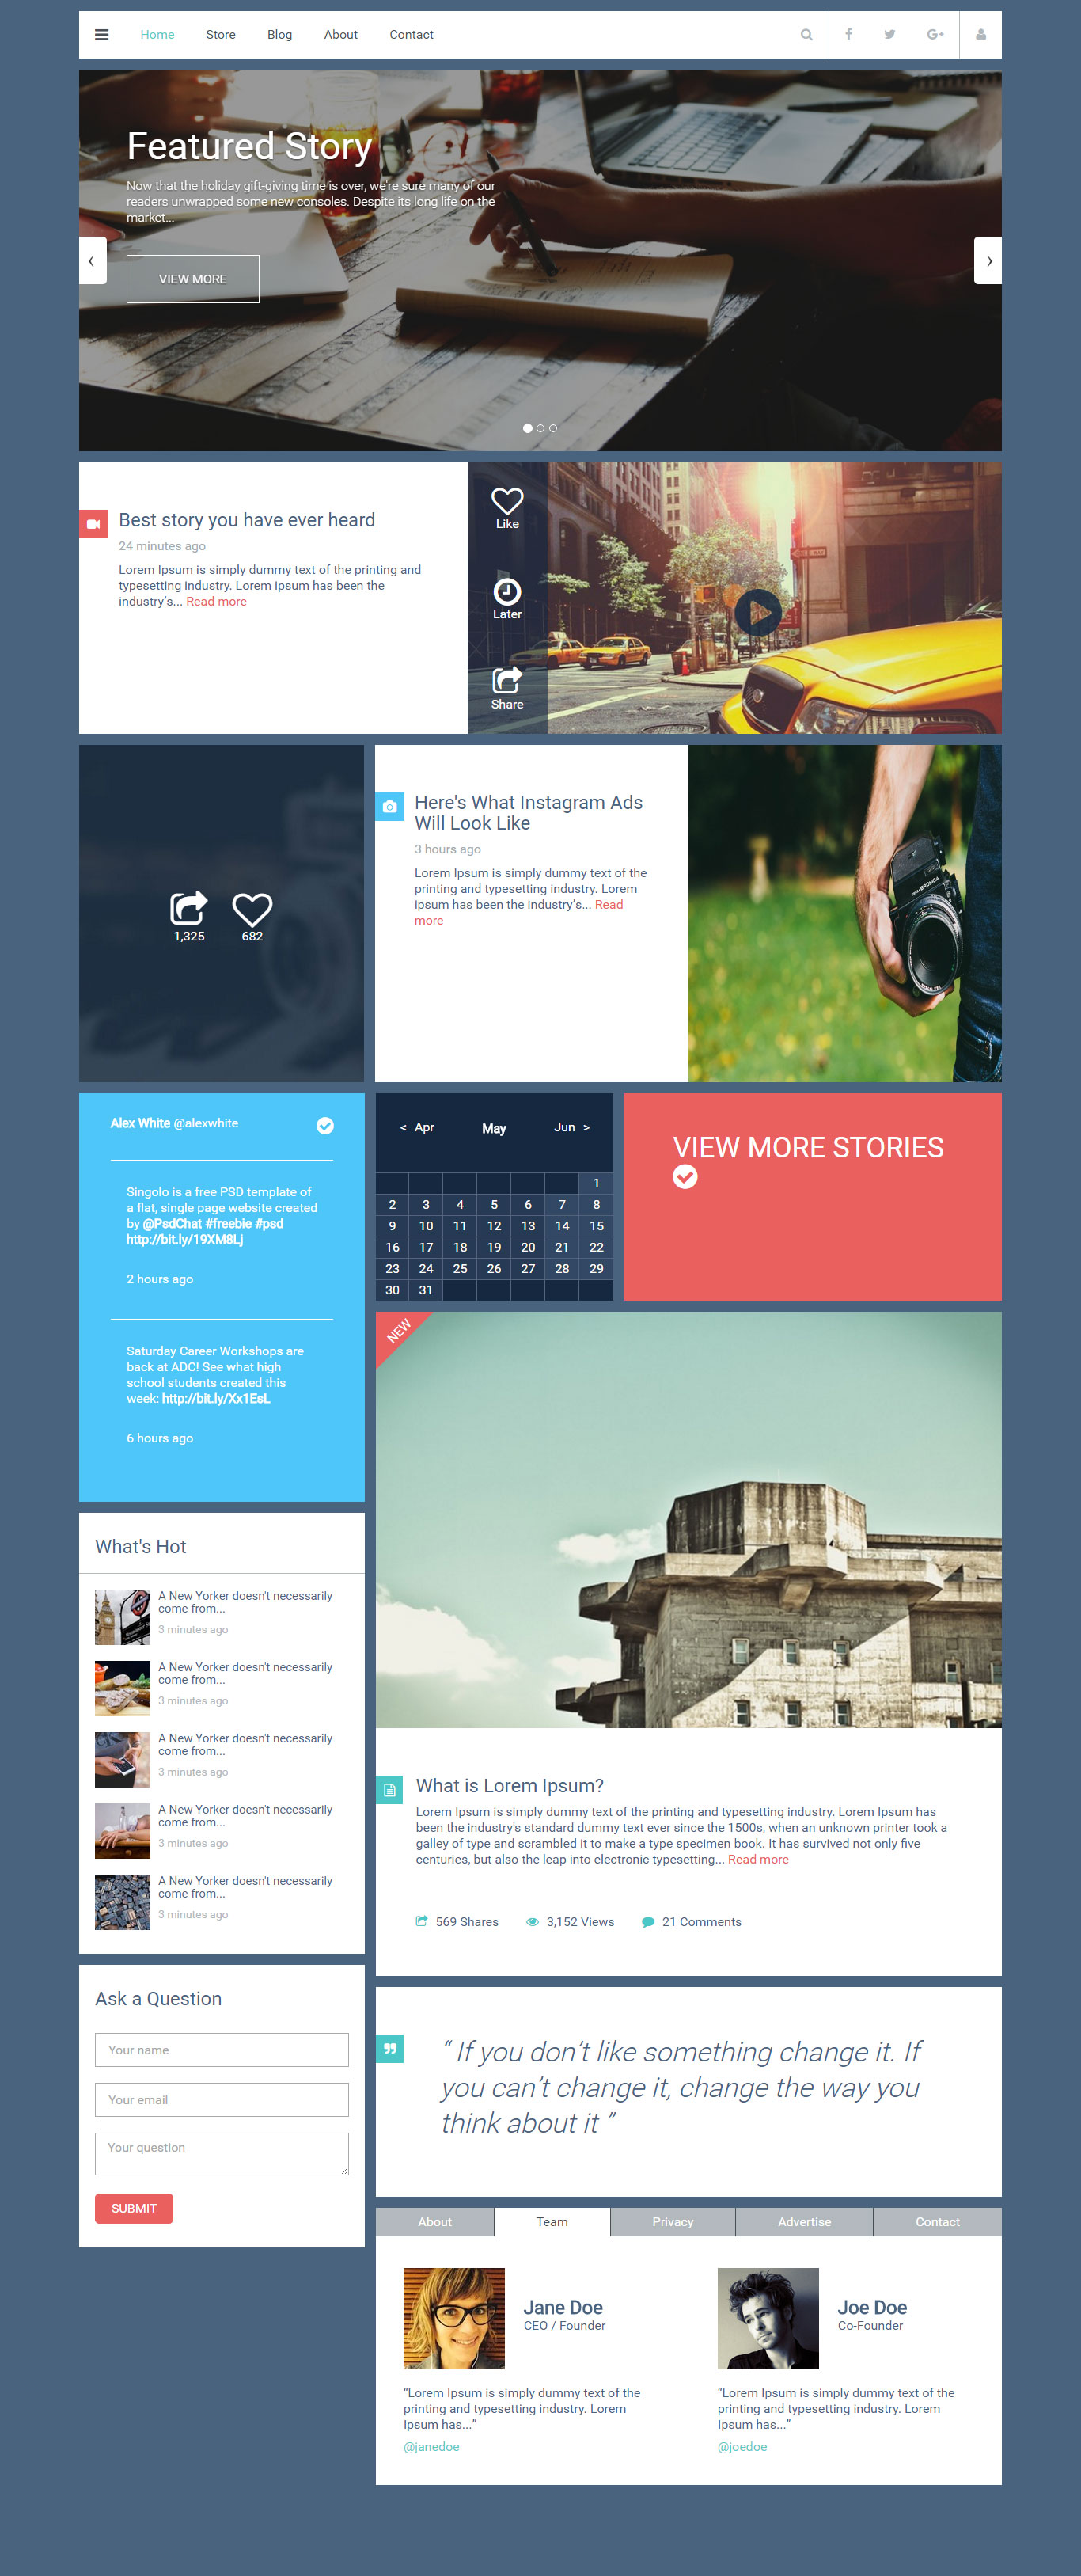 Home Store Blog About Contact
Featured Story
Now that the holiday gift-giving time is over, we're sure many of our
readers unwrapped some new consoles. Despite its long life on the
market...
VIEW MORE
Best story you have ever heard
24 minutes ago
Lorem Ipsum is simply dummy text of the printing and
typesetting industry. Lorem ipsum has been the
industry's... Read more
Like
Later
Share
1,325 682
Here's What Instagram Ads
Will Look Like
3 hours ago
Lorem Ipsum is simply dummy text of the
printing and typesetting industry. Lorem
ipsum has been the industry's... Read
more
Alex White @alexwhite
Singolo is a free PSD template of
a flat, single page website created
by @PsdChat #freebie #psd
http://bit.ly/19XM8Lj
2 hours ago
Saturday Career Workshops are
back at ADC! See what high
school students created this
week: http://bit.ly/Xx1EsL
6 hours ago
< Apr May Jun >
1
2 3 4 5 6 7 8
9 10 11 12 13 14 15
16 17 18 19 20 21 22
23 24 25 26 27 28 29
30 31
VIEW MORE STORIES
NEW
What's Hot
A New Yorker doesn't necessarily
come from...
3 minutes ago
A New Yorker doesn't necessarily
come from...
3 minutes ago
A New Yorker doesn't necessarily
come from...
3 minutes ago
A New Yorker doesn't necessarily
come from...
3 minutes ago
A New Yorker doesn't necessarily
come from...
3 minutes ago
What is Lorem Ipsum?
Lorem Ipsum is simply dummy text of the printing and typesetting industry. Lorem Ipsum has
been the industry's standard dummy text ever since the 1500s, when an unknown printer took a
galley of type and scrambled it to make a type specimen book. It has survived not only five
centuries, but also the leap into electronic typesetting... Read more
569 Shares 3,152 Views 21 Comments
Ask a Question
Your name
Your email
Your question
SUBMIT
“ If you don’t like something change it. If
you can’t change it, change the way you
think about it ”
About Team Privacy Advertise Contact
Jane Doe
CEO / Founder
“Lorem Ipsum is simply dummy text of the
printing and typesetting industry. Lorem
Ipsum has...”
@janedoe
Joe Doe
Co-Founder
“Lorem Ipsum is simply dummy text of the
printing and typesetting industry. Lorem
Ipsum has...”
@joedoe